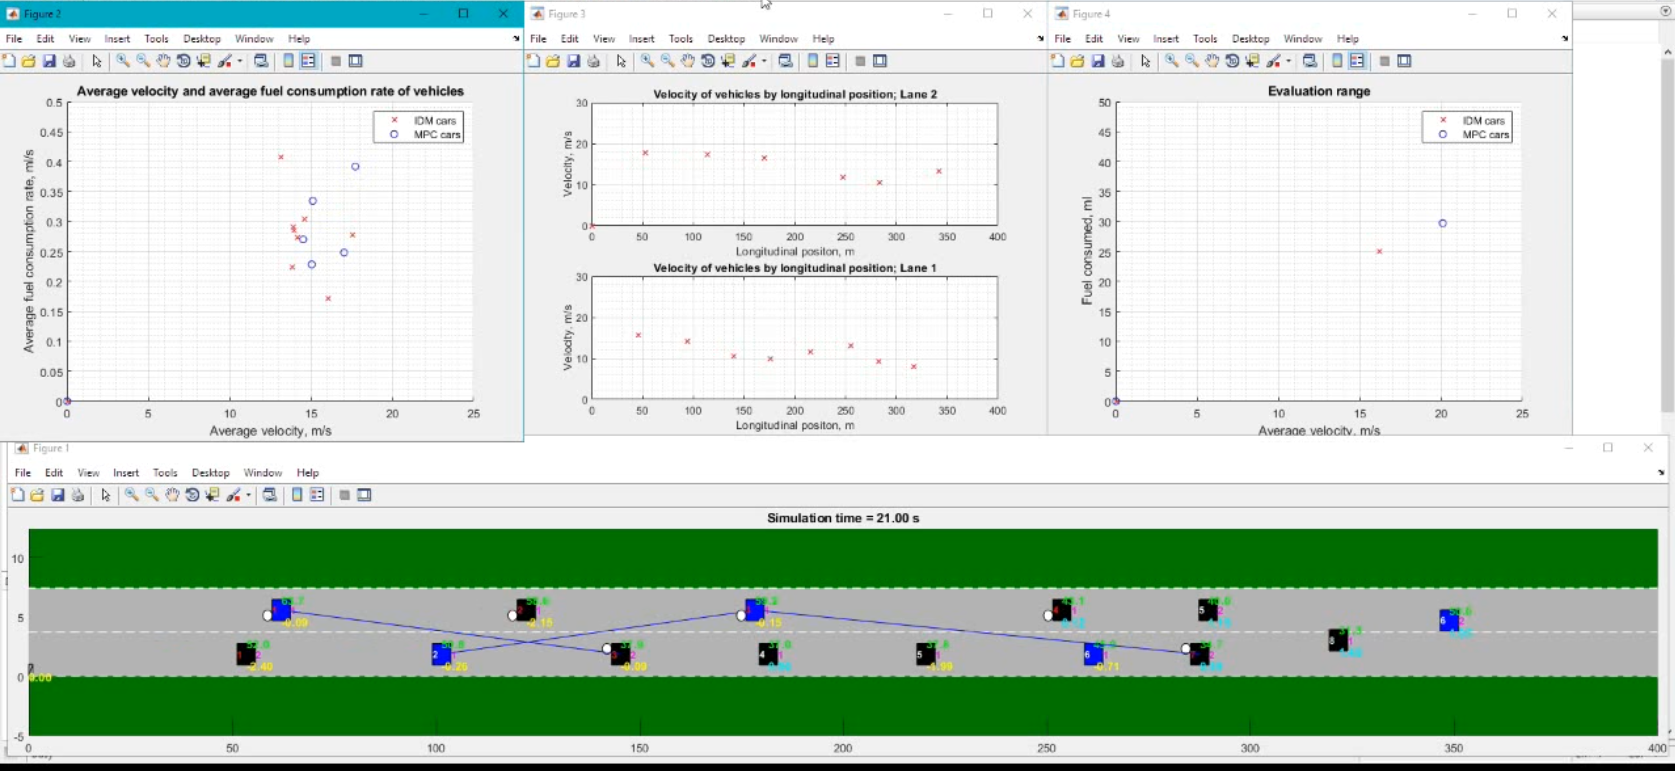 Figure 2
File Edit View Insert Tools Desktop Window Help
Average velocity and average fuel consumption rate of vehicles
Average fuel consumption rate, ml/s
0.5
0.45
0.4
0.35
0.3
0.25
0.2
0.15
0.1
0.05
0
IDM cars
MPC cars
0 5 10 15 20 25
Average velocity, m/s
Figure 3
File Edit View Insert Tools Desktop Window Help
Velocity of vehicles by longitudinal position; Lane 2
Velocity, m/s
30
20
10
0
0 50 100 150 200 250 300 350 400
Longitudinal positon, m
Velocity of vehicles by longitudinal position; Lane 1
Velocity, m/s
30
20
10
0
0 50 100 150 200 250 300 350 400
Longitudinal positon, m
Figure 4
File Edit View Insert Tools Desktop Window Help
Evaluation range
Fuel consumed, ml
50
45
40
35
30
25
20
15
10
5
0
IDM cars
MPC cars
0 5 10 15 20 25
Average velocity, m/s
Figure 1
File Edit View Insert Tools Desktop Window Help
Simulation time = 21.00 s
10
5
0
-5
-0.09
-2.15
-0.15
5
-2.40
2
-0.26
-0.09
4
5
-1.99
6
-0.71
8
0.00
0 50 100 150 200 250 300 350 400